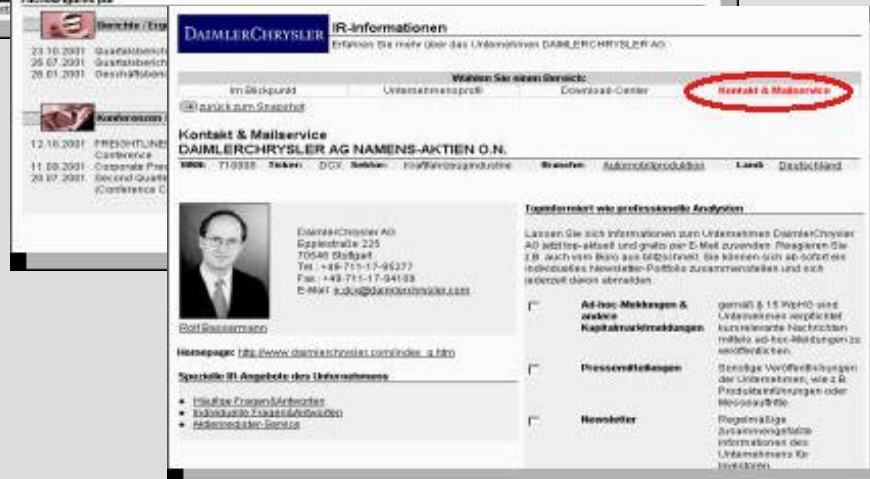 Berichte / Erge
23.10.2001 Quartalsbericht
26.07.2001 Quartalsbericht
26.01.2001 Geschäftsberic
Konferenzen
12.10.2001 FREIGHTLINER
Conference
11.09.2001 Corporate Pres
20.07.2001 Second Quarte
(Conference C
DAIMLERCHRYSLER
IR-Informationen
Erfahren Sie mehr über das Unternehmen DAIMLERCHRYSLER AG.
Wählen Sie einen Bereich:
Im Blickpunkt Unternehmensprofil Download-Center Kontakt & Mailservice
zurück zum Snapshot
Kontakt & Mailservice
DAIMLERCHRYSLER AG NAMENS-AKTIEN O.N.
WKN: 710000 Ticker: DCX Sektor: Kraftfahrzeugindustrie Branche: Automobilproduktion Land: Deutschland
DaimlerChrysler AG
Epplestraße 225
70546 Stuttgart
Tel.: +49-711-17-95277
Fax.: +49-711-17-94109
E-Mail: ir.dcx@daimlerchrysler.com
Rolf Bassermann
Homepage: http://www.daimlerchrysler.com/index_g.htm
Spezielle IR-Angebote des Unternehmens
Häufige Fragen&Antworten
Individuelle Fragen&Antworten
Aktienregister-Service
Topinformiert wie professionelle Analysten
Lassen Sie sich Informationen zum Unternehmen DaimlerChrysler
AG jetzt top-aktuell und gratis per E-Mail zusenden. Reagieren Sie
z.B. auch vom Büro aus blitzschnell. Sie können sich ab sofort ein
individuelles Newsletter-Portfolio zusammenstellen und sich
jederzeit davon abmelden.
Ad-hoc-Meldungen &
andere
Kapitalmarktmeldungen
gemäß § 15 WpHG sind
Unternehmen verpflichtet
kursrelevante Nachrichten
mittels ad-hoc-Meldungen zu
veröffentlichen.
Pressemitteilungen
Sonstige Veröffentlichungen
der Unternehmen, wie z.B.
Produkteinführungen oder
Messeauftritte.
Newsletter
Regelmäßige
zusammengefaßte
Informationen des
Unternehmens für
Investoren.